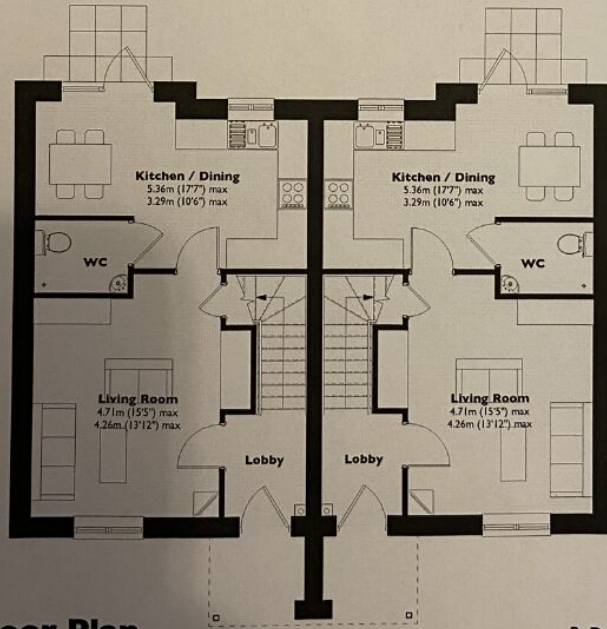 Kitchen / Dining
5.36m (17'7") max
3.29m (10'6") max
Kitchen / Dining
5.36m (17'7") max
3.29m (10'6") max
WC
WC
Living Room
4.71m (15'5") max
4.26m (13'12") max
Living Room
4.71m (15'5") max
4.26m (13'12") max
Lobby
Lobby
Plan